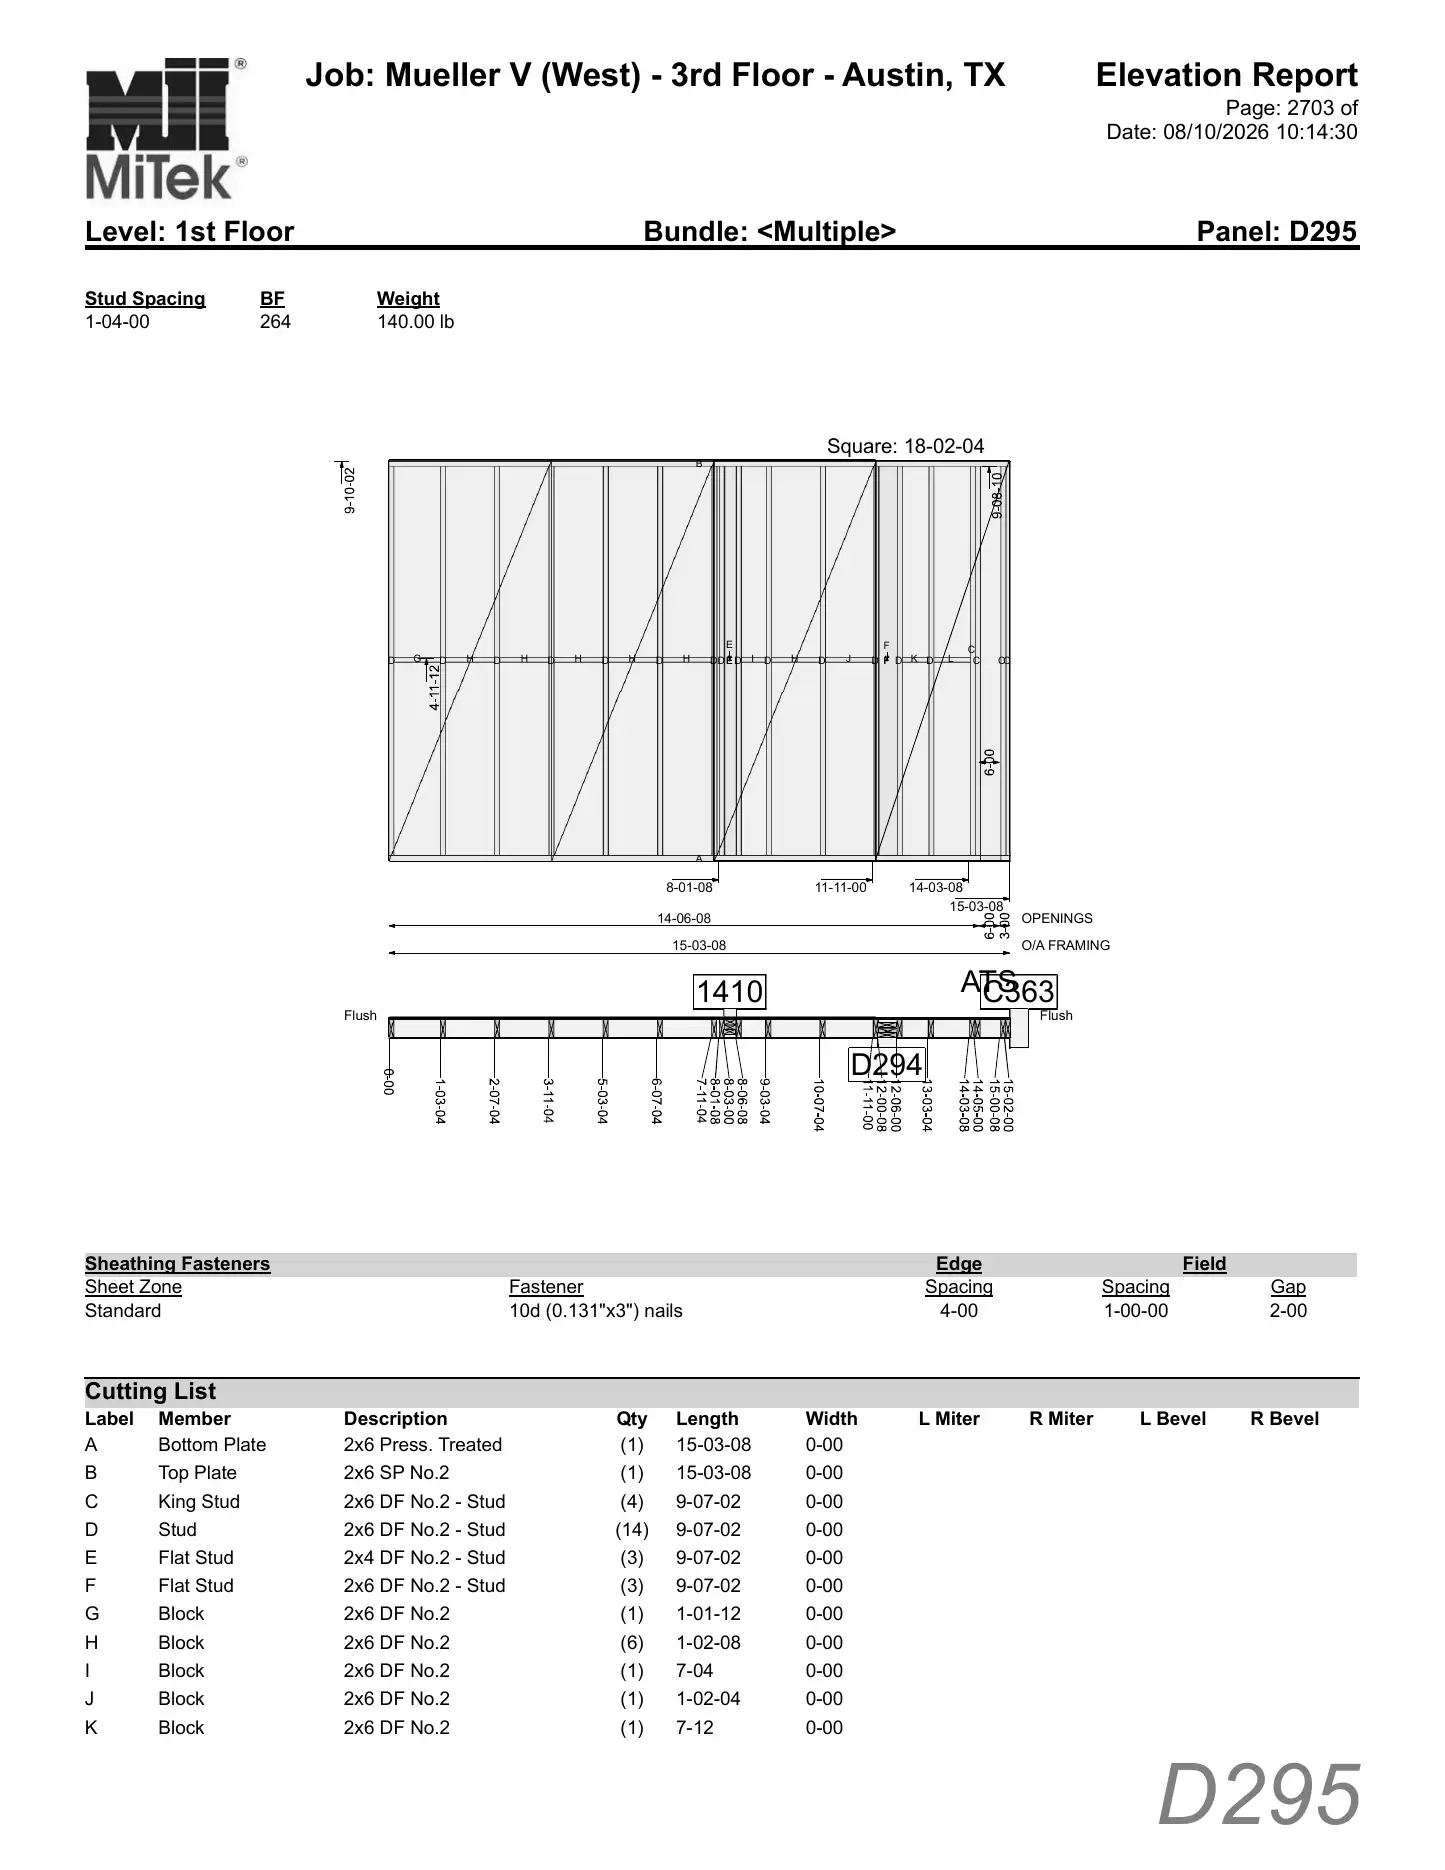 Job: Mueller V (West) - 3rd Floor - Austin, TX
Elevation Report
Page: 2703 of
Date: 08/10/2026 10:14:30
MiTek®
Level: 1st Floor Bundle: <Multiple> Panel: D295
Stud Spacing BF Weight
1-04-00 264 140.00 lb
Square: 18-02-04
9-10-02
B
9-08-10
E
F
C
D G D H D H D H D H D H D D E D I D H D J D F D K D L C C C
4-11-12
6-00
A
8-01-08 11-11-00 14-03-08
15-03-08
14-06-08 6-00 3-00 OPENINGS
15-03-08 O/A FRAMING
1410 ATS C363
Flush Flush
D294
0-00 1-03-04 2-07-04 3-11-04 5-03-04 6-07-04 7-11-04 8-01-08 8-03-00 8-06-08 9-03-04 10-07-04 11-11-00 12-00-08 12-06-00 13-03-04 14-03-08 14-05-00 15-00-08 15-02-00
Sheathing Fasteners Edge Field
Sheet Zone Fastener Spacing Spacing Gap
Standard 10d (0.131"x3") nails 4-00 1-00-00 2-00
Cutting List
Label Member Description Qty Length Width L Miter R Miter L Bevel R Bevel
A Bottom Plate 2x6 Press. Treated (1) 15-03-08 0-00
B Top Plate 2x6 SP No.2 (1) 15-03-08 0-00
C King Stud 2x6 DF No.2 - Stud (4) 9-07-02 0-00
D Stud 2x6 DF No.2 - Stud (14) 9-07-02 0-00
E Flat Stud 2x4 DF No.2 - Stud (3) 9-07-02 0-00
F Flat Stud 2x6 DF No.2 - Stud (3) 9-07-02 0-00
G Block 2x6 DF No.2 (1) 1-01-12 0-00
H Block 2x6 DF No.2 (6) 1-02-08 0-00
I Block 2x6 DF No.2 (1) 7-04 0-00
J Block 2x6 DF No.2 (1) 1-02-04 0-00
K Block 2x6 DF No.2 (1) 7-12 0-00
D295